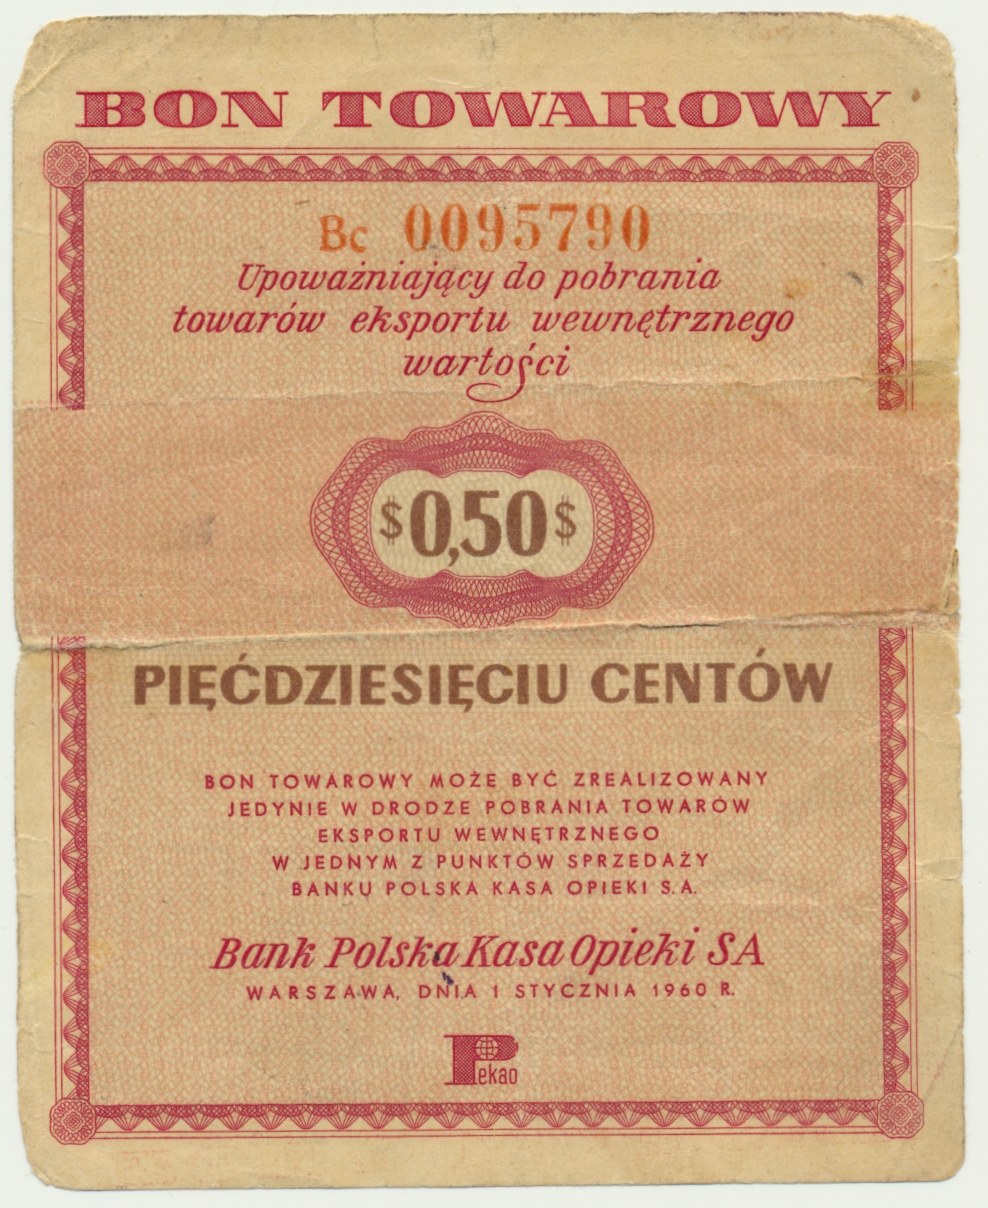 BON TOWAROWY
Bc 0095790
Upoważniający do pobrania
towarów eksportu wewnętrznego
wartości
$0,50$
PIĘĆDZIESIĘCIU CENTÓW
BON TOWAROWY MOŻE BYĆ ZREALIZOWANY
JEDYNIE W DRODZE POBRANIA TOWARÓW
EKSPORTU WEWNĘTRZNEGO
W JEDNYM Z PUNKTÓW SPRZEDAŻY
BANKU POLSKA KASA OPIEKI S.A.
Bank Polska Kasa Opieki SA
WARSZAWA, DNIA 1 STYCZNIA 1960 R.
Pekao